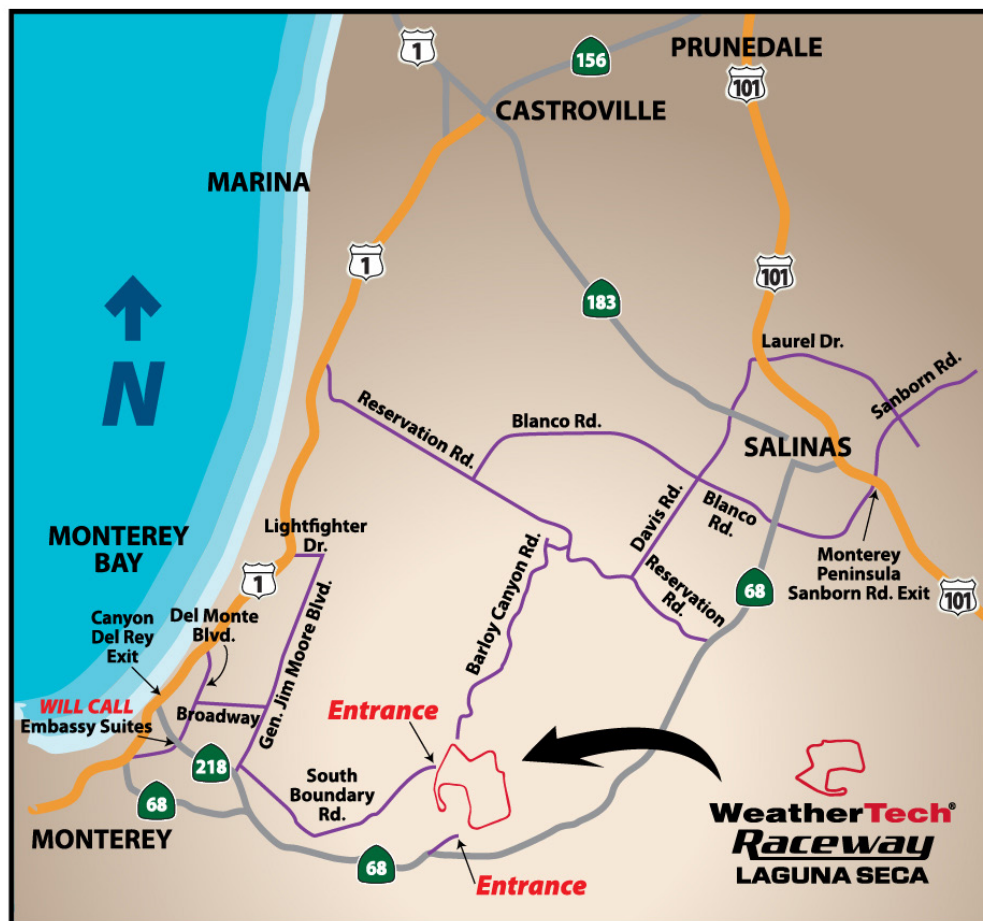 1
156
PRUNEDALE
101
CASTROVILLE
MARINA
1
101
183
N
Laurel Dr.
Sanborn Rd.
Reservation Rd.
Blanco Rd.
SALINAS
Davis Rd.
Blanco
Rd.
Lightfighter
Dr.
MONTEREY
BAY
1
Barloy Canyon Rd.
Reservation
Rd.
68
Monterey
Peninsula
Sanborn Rd. Exit
101
Canyon
Del Rey
Exit
Del Monte
Blvd.
Gen. Jim Moore Blvd.
WILL CALL
Embassy Suites
Broadway
Entrance
218
South
Boundary
Rd.
68
MONTEREY
68
Entrance
WeatherTech®
Raceway
LAGUNA SECA